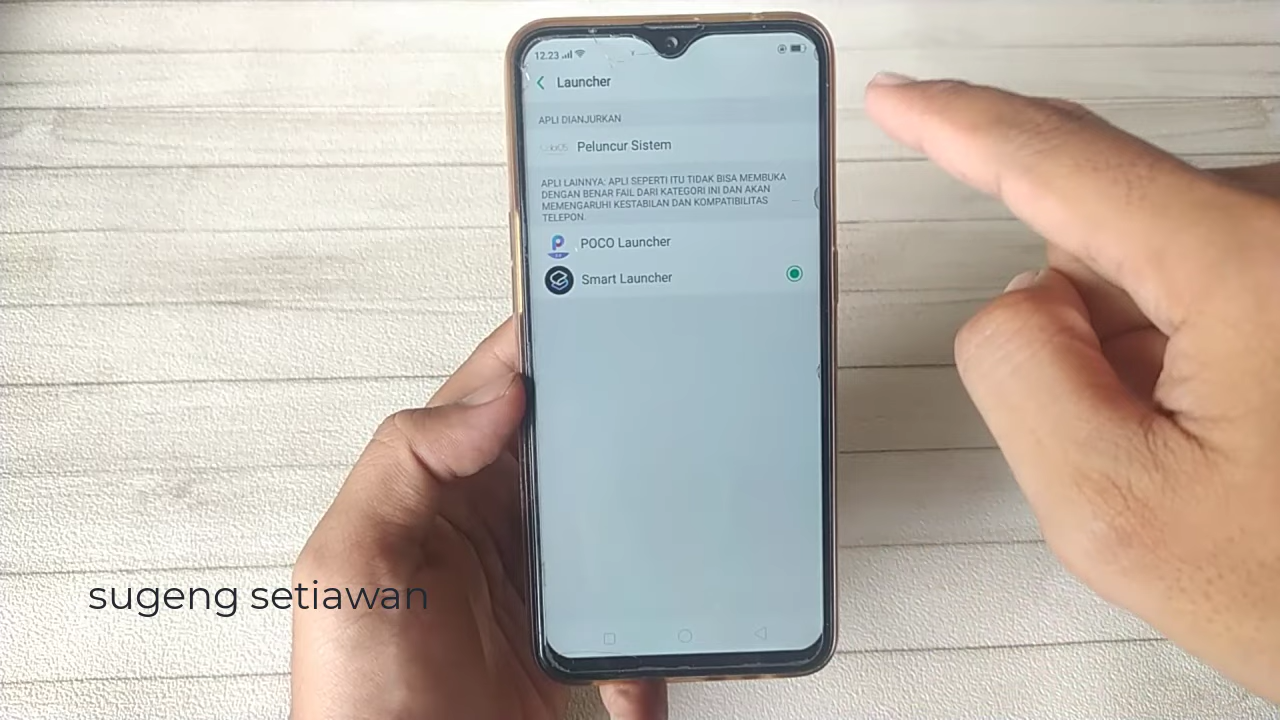 12.23
Launcher
APLI DIANJURKAN
Peluncur Sistem
APLI LAINNYA: APLI SEPERTI ITU TIDAK BISA MEMBUKA
DENGAN BENAR FAIL DARI KATEGORI INI DAN AKAN
MEMENGARUHI KESTABILAN DAN KOMPATIBILITAS
TELEPON.
POCO Launcher
Smart Launcher
sugeng setiawan